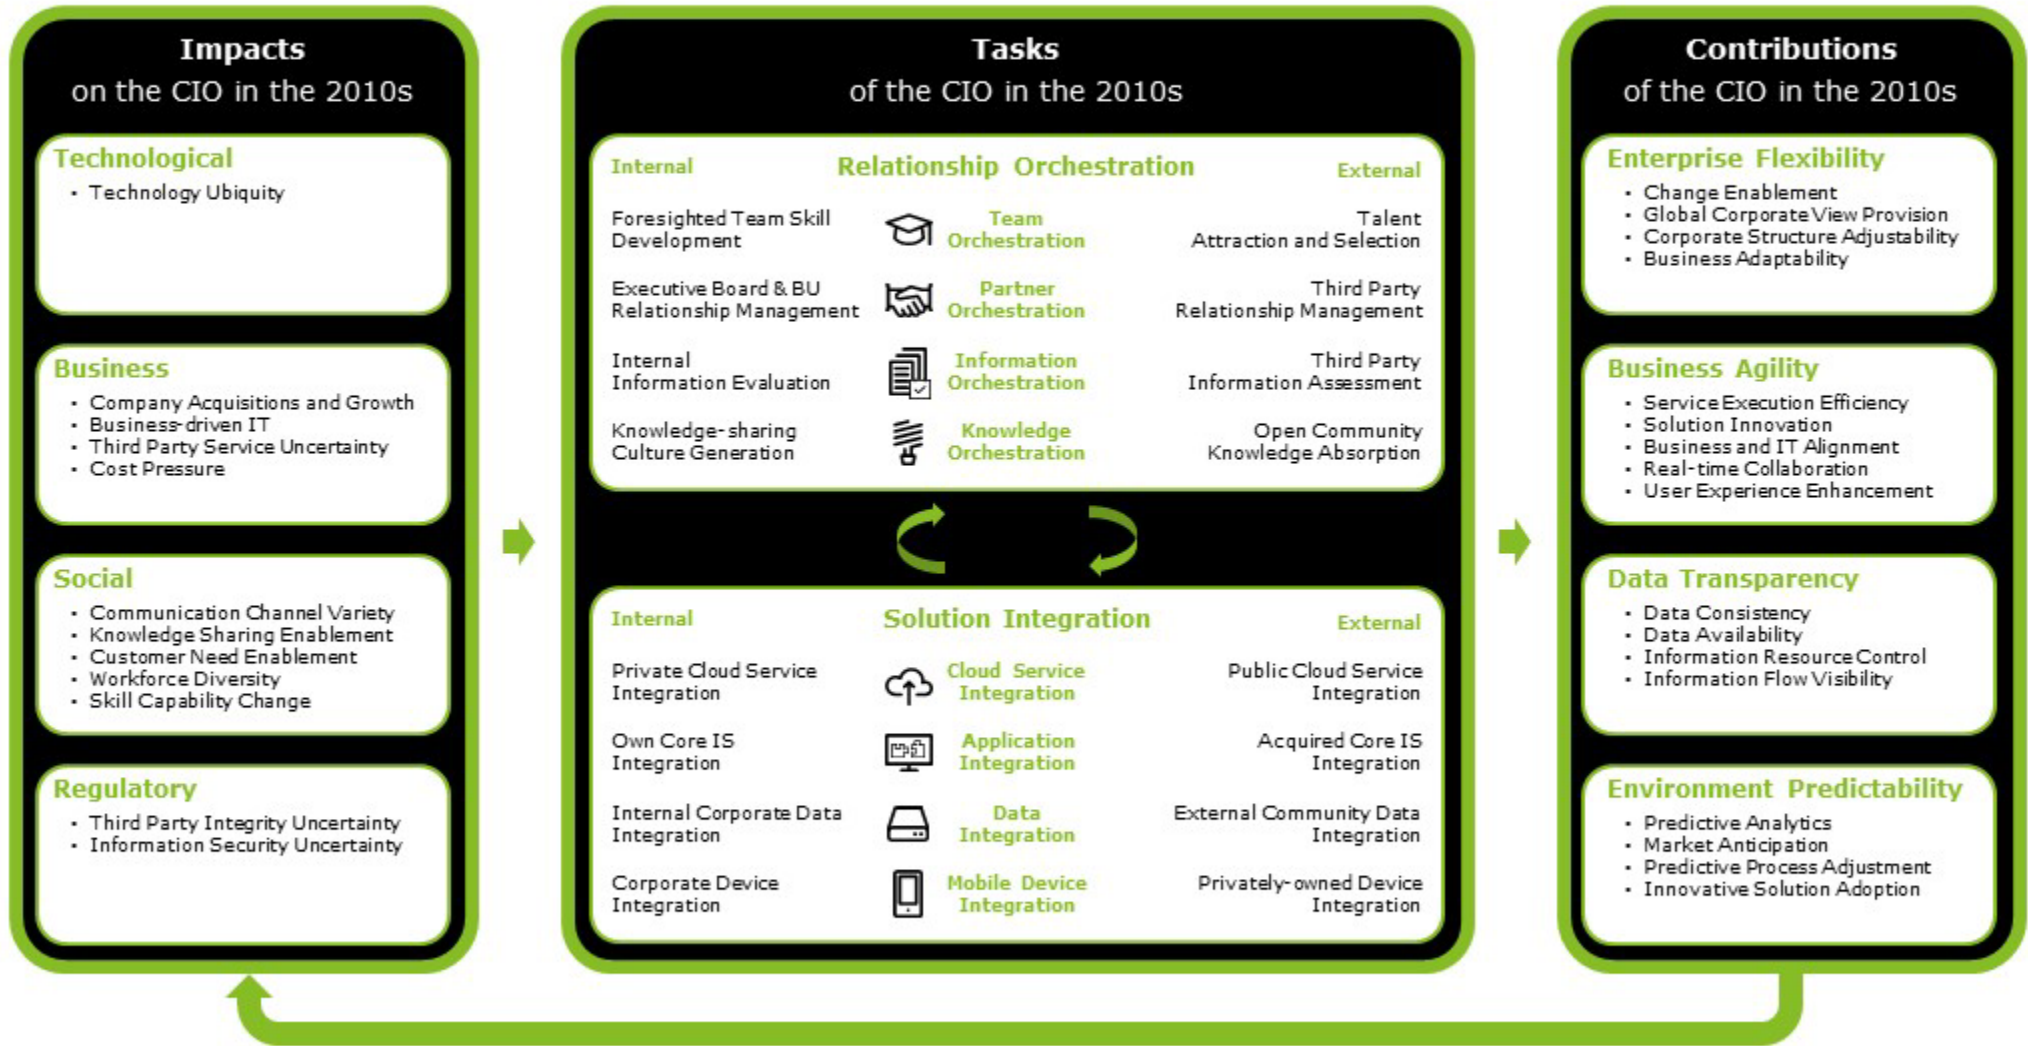 Impacts
on the CIO in the 2010s
Technological
· Technology Ubiquity
Business
· Company Acquisitions and Growth
· Business-driven IT
· Third Party Service Uncertainty
· Cost Pressure
Social
· Communication Channel Variety
· Knowledge Sharing Enablement
· Customer Need Enablement
· Workforce Diversity
· Skill Capability Change
Regulatory
· Third Party Integrity Uncertainty
· Information Security Uncertainty
Tasks
of the CIO in the 2010s
Internal Relationship Orchestration External
Foresighted Team Skill
Development
Team
Orchestration
Talent
Attraction and Selection
Executive Board & BU
Relationship Management
Partner
Orchestration
Third Party
Relationship Management
Internal
Information Evaluation
Information
Orchestration
Third Party
Information Assessment
Knowledge-sharing
Culture Generation
Knowledge
Orchestration
Open Community
Knowledge Absorption
Internal Solution Integration External
Private Cloud Service
Integration
Cloud Service
Integration
Public Cloud Service
Integration
Own Core IS
Integration
Application
Integration
Acquired Core IS
Integration
Internal Corporate Data
Integration
Data
Integration
External Community Data
Integration
Corporate Device
Integration
Mobile Device
Integration
Privately-owned Device
Integration
Contributions
of the CIO in the 2010s
Enterprise Flexibility
· Change Enablement
· Global Corporate View Provision
· Corporate Structure Adjustability
· Business Adaptability
Business Agility
· Service Execution Efficiency
· Solution Innovation
· Business and IT Alignment
· Real-time Collaboration
· User Experience Enhancement
Data Transparency
· Data Consistency
· Data Availability
· Information Resource Control
· Information Flow Visibility
Environment Predictability
· Predictive Analytics
· Market Anticipation
· Predictive Process Adjustment
· Innovative Solution Adoption